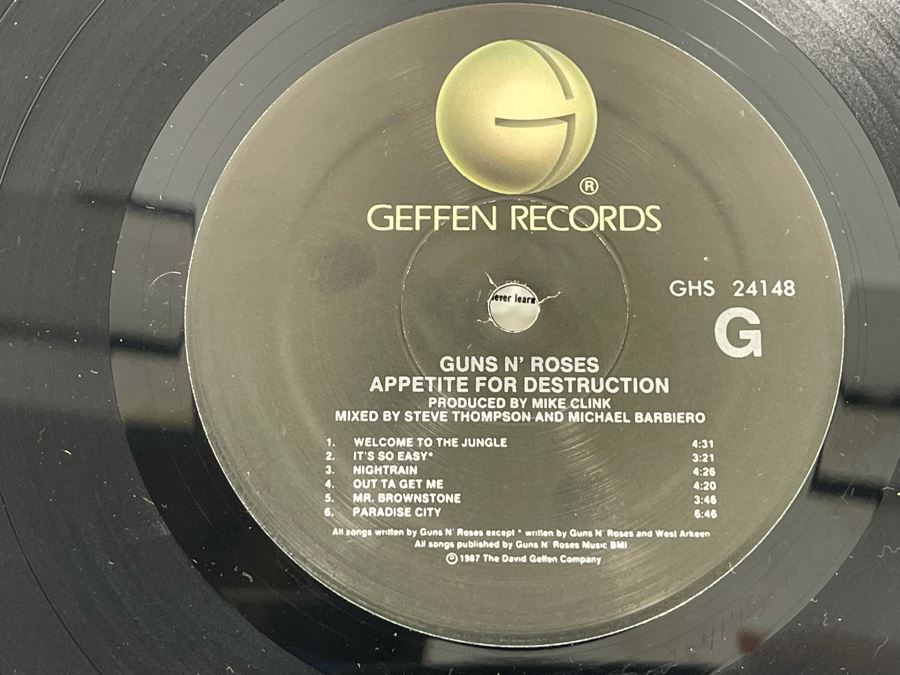 ®
GEFFEN RECORDS
GHS 24148
G
ever learn
GUNS N' ROSES
APPETITE FOR DESTRUCTION
PRODUCED BY MIKE CLINK
MIXED BY STEVE THOMPSON AND MICHAEL BARBIERO
1. WELCOME TO THE JUNGLE 4:31
2. IT'S SO EASY* 3:21
3. NIGHTRAIN 4:26
4. OUT TA GET ME 4:20
5. MR. BROWNSTONE 3:46
6. PARADISE CITY 6:46
All songs written by Guns N' Roses except * written by Guns N' Roses and West Arkeen
All songs published by Guns N' Roses Music BMI
℗ 1987 The David Geffen Company